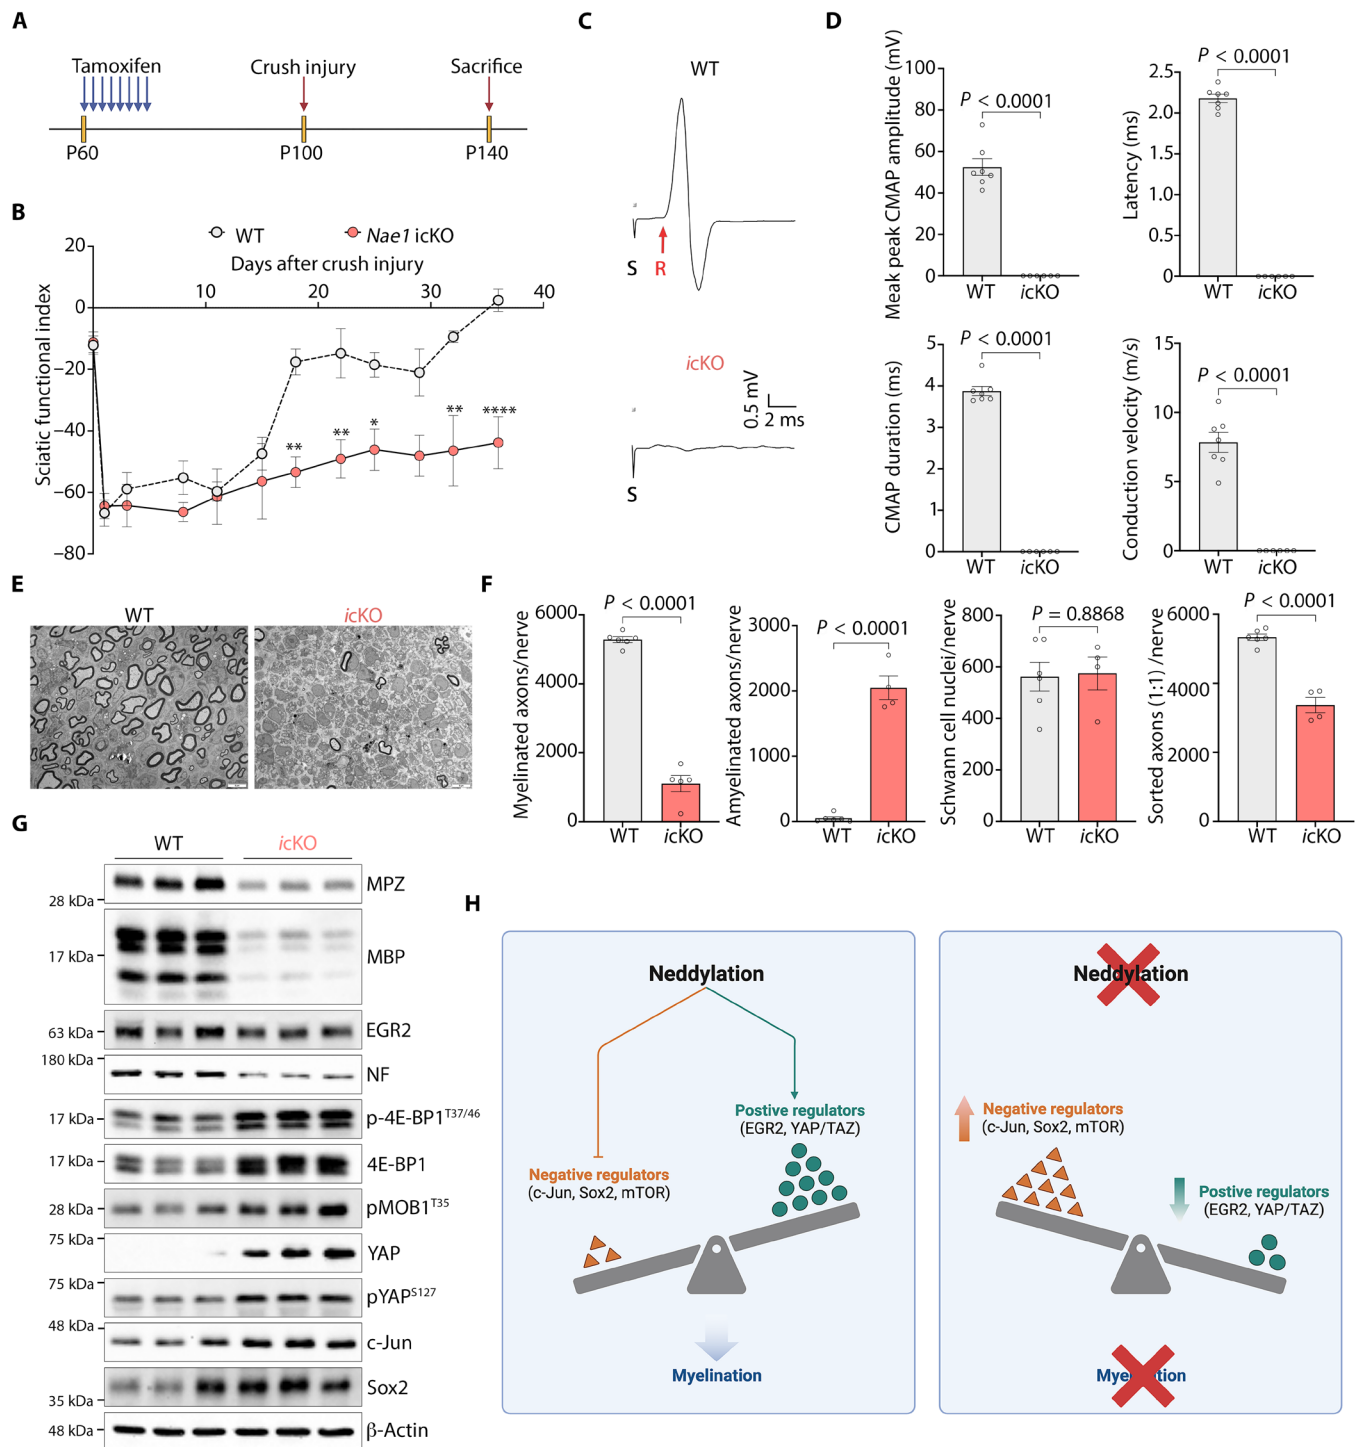 A
Tamoxifen
Crush injury
Sacrifice
P60
P100
P140
B
WT
Nae1 icKO
Days after crush injury
Sciatic functional index
20
0
−20
−40
−60
−80
10
20
30
40
**
**
*
**
****
C
WT
S
R
icKO
0.5 mV
2 ms
S
D
Meak peak CMAP amplitude (mV)
100
80
60
40
20
0
P < 0.0001
WT
icKO
Latency (ms)
2.5
2.0
1.5
1.0
0.5
0
P < 0.0001
WT
icKO
CMAP duration (ms)
5
4
3
2
1
0
P < 0.0001
WT
icKO
Conduction velocity (m/s)
15
10
5
0
P < 0.0001
WT
icKO
E
WT
icKO
F
Myelinated axons/nerve
6000
4000
2000
0
P < 0.0001
WT
icKO
Amyelinated axons/nerve
3000
2000
1000
0
P < 0.0001
WT
icKO
Schwann cell nuclei/nerve
800
600
400
200
0
P = 0.8868
WT
icKO
Sorted axons (1:1) /nerve
6000
4000
2000
0
P < 0.0001
WT
icKO
G
WT
icKO
28 kDa
MPZ
17 kDa
MBP
63 kDa
EGR2
180 kDa
NF
17 kDa
p-4E-BP1T37/46
17 kDa
4E-BP1
28 kDa
pMOB1T35
75 kDa
YAP
75 kDa
pYAPS127
48 kDa
c-Jun
35 kDa
Sox2
48 kDa
β-Actin
H
Neddylation
Postive regulators
(EGR2, YAP/TAZ)
Negative regulators
(c-Jun, Sox2, mTOR)
Myelination
Neddylation
Negative regulators
(c-Jun, Sox2, mTOR)
Postive regulators
(EGR2, YAP/TAZ)
Myelination